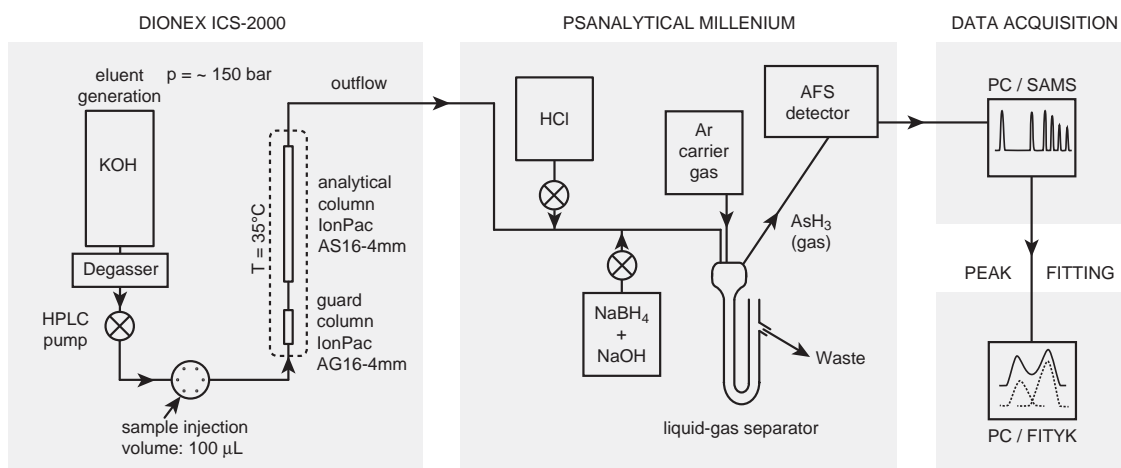 DIONEX ICS-2000
PSANALYTICAL MILLENIUM
DATA ACQUISITION
eluent
generation
p = ~ 150 bar
KOH
Degasser
HPLC
pump
sample injection
volume: 100 μL
T = 35°C
outflow
analytical
column
IonPac
AS16-4mm
guard
column
IonPac
AG16-4mm
HCl
Ar
carrier
gas
AFS
detector
AsH₃
(gas)
NaBH₄
+
NaOH
Waste
liquid-gas separator
PC / SAMS
PEAK FITTING
PC / FITYK